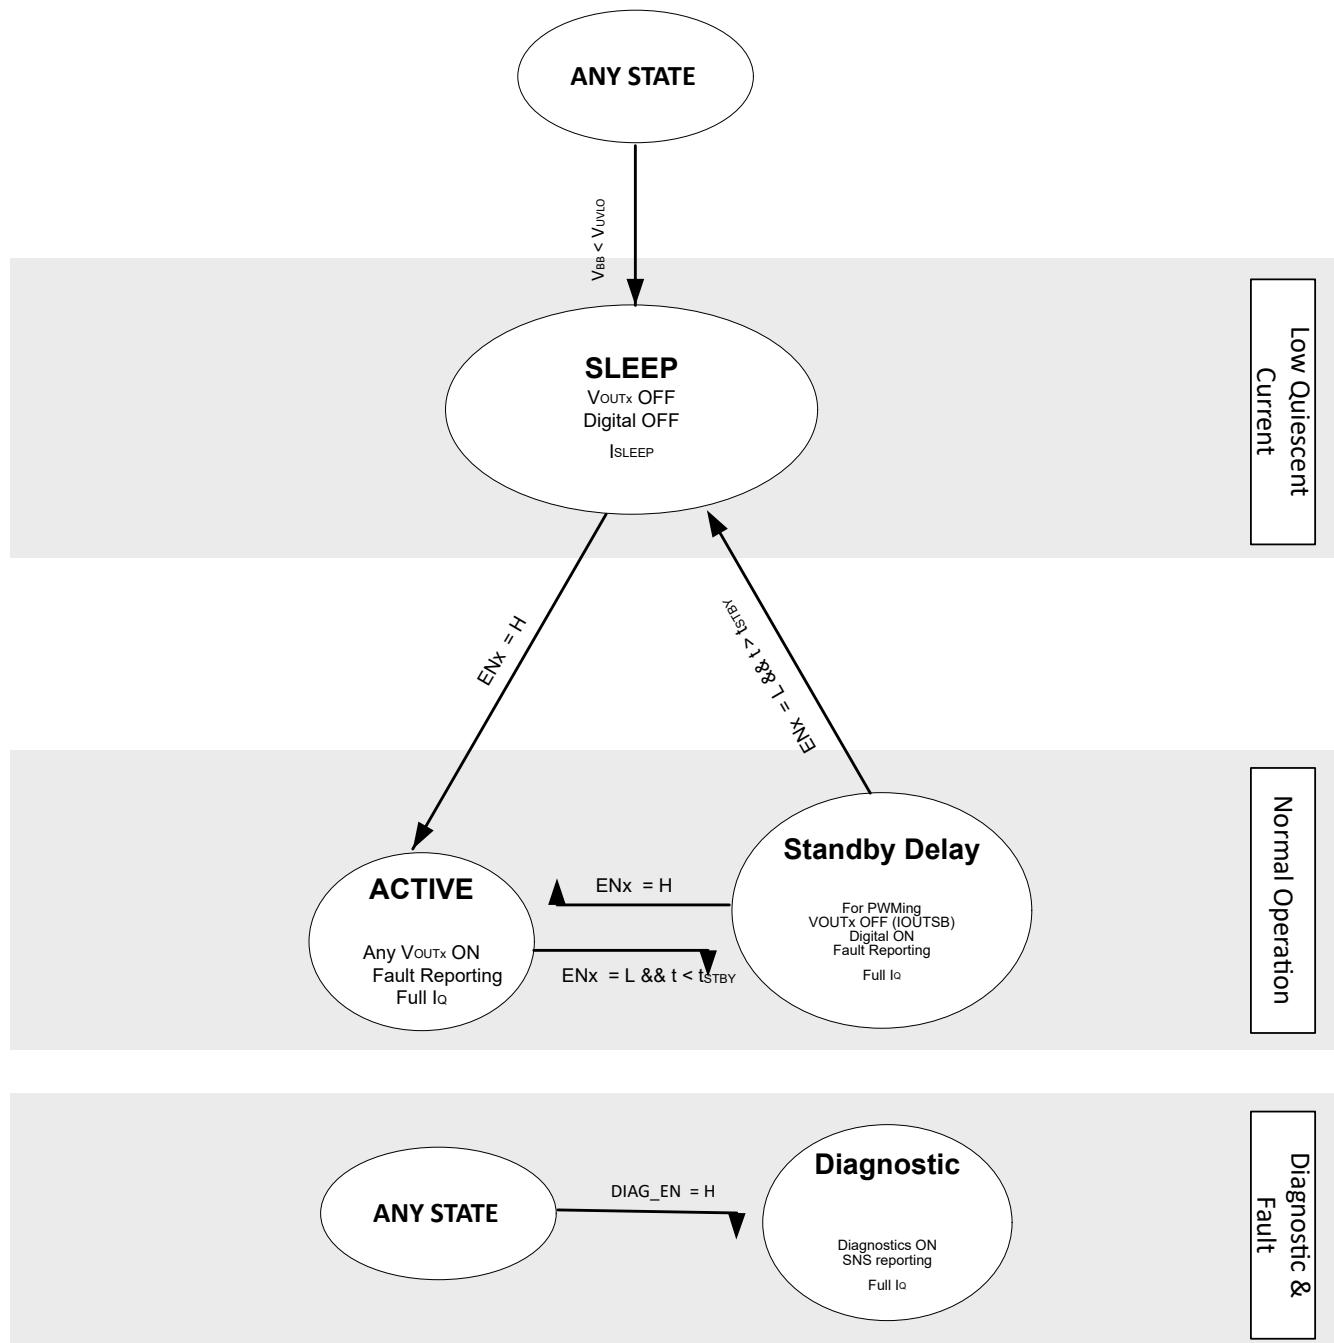 ANY STATE
VBB < VUVLO
SLEEP
VOUTx OFF
Digital OFF
ISLEEP
Low Quiescent
Current
ENx = H
ENx = L && t > tSTBY
ACTIVE
Any VOUTx ON
Fault Reporting
Full IQ
ENx = H
ENx = L && t < tSTBY
Standby Delay
For PWMing
VOUTx OFF (IOUTSB)
Digital ON
Fault Reporting
Full IQ
Normal Operation
ANY STATE
DIAG_EN = H
Diagnostic
Diagnostics ON
SNS reporting
Full IQ
Diagnostic &
Fault